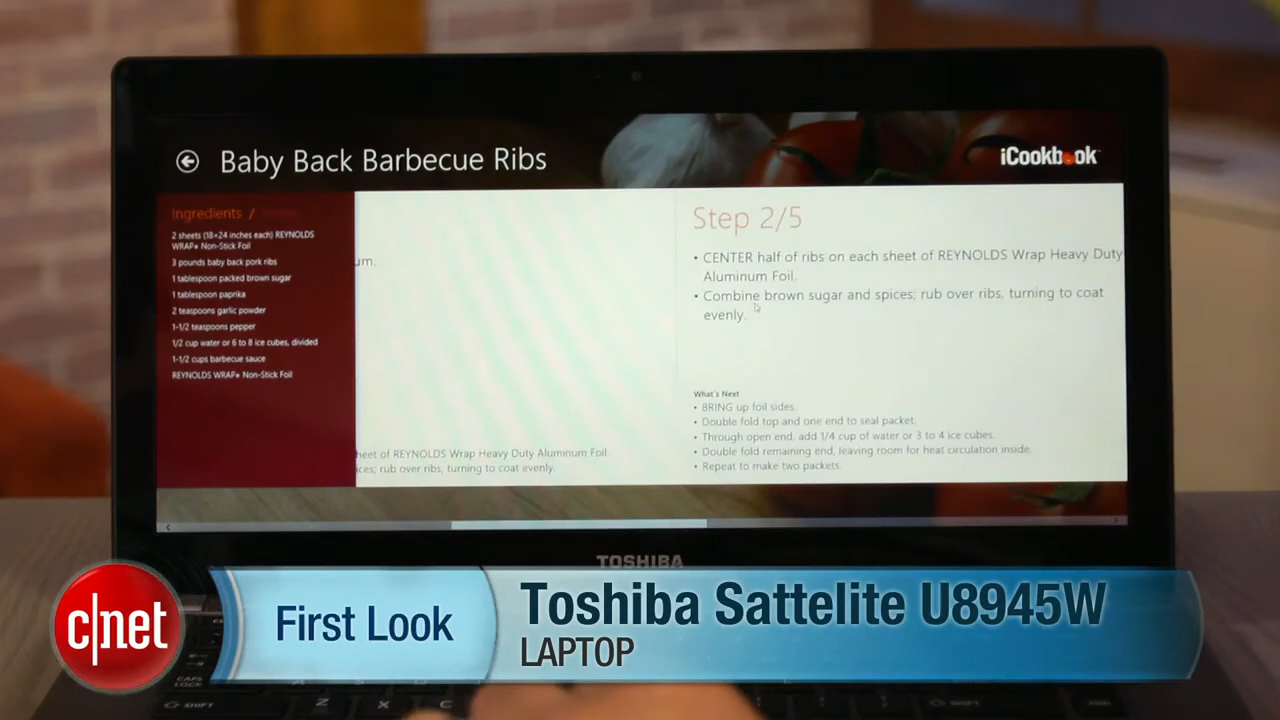 Baby Back Barbecue Ribs
iCookbook
Ingredients /
2 sheets (18×24 inches each) REYNOLDS
WRAP® Non-Stick Foil
3 pounds baby back pork ribs
1 tablespoon packed brown sugar
1 tablespoon paprika
2 teaspoons garlic powder
1-1/2 teaspoons pepper
1/2 cup water or 6 to 8 ice cubes, divided
1-1/2 cups barbecue sauce
REYNOLDS WRAP® Non-Stick Foil
um.
heet of REYNOLDS Wrap Heavy Duty Aluminum Foil
ices; rub over ribs, turning to coat evenly.
Step 2/5
• CENTER half of ribs on each sheet of REYNOLDS Wrap Heavy Duty
Aluminum Foil.
• Combine brown sugar and spices; rub over ribs, turning to coat
evenly.
What's Next
• BRING up foil sides.
• Double fold top and one end to seal packet.
• Through open end, add 1/4 cup of water or 3 to 4 ice cubes.
• Double fold remaining end, leaving room for heat circulation inside.
• Repeat to make two packets.
TOSHIBA
c|net
First Look
Toshiba Sattelite U8945W
LAPTOP
CAPS
LOCK
SHIFT
Z
X
C
SHIFT